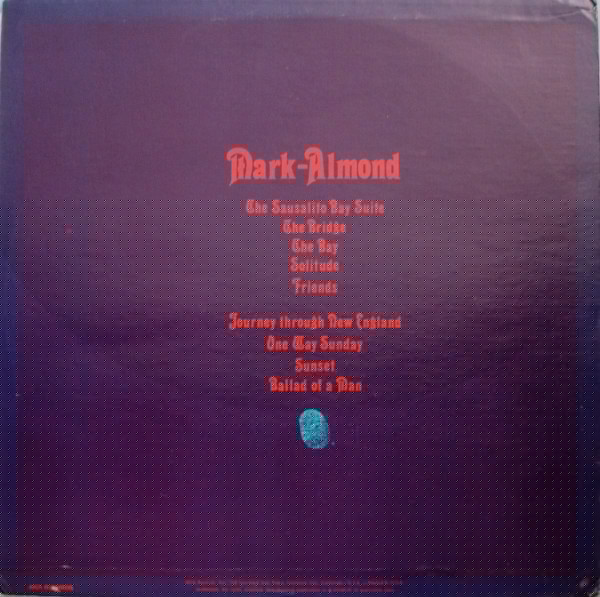 Mark-Almond
The Sausalito Bay Suite
The Bridge
The Bay
Solitude
Friends
Journey through New England
One Way Sunday
Sunset
Ballad of a Man